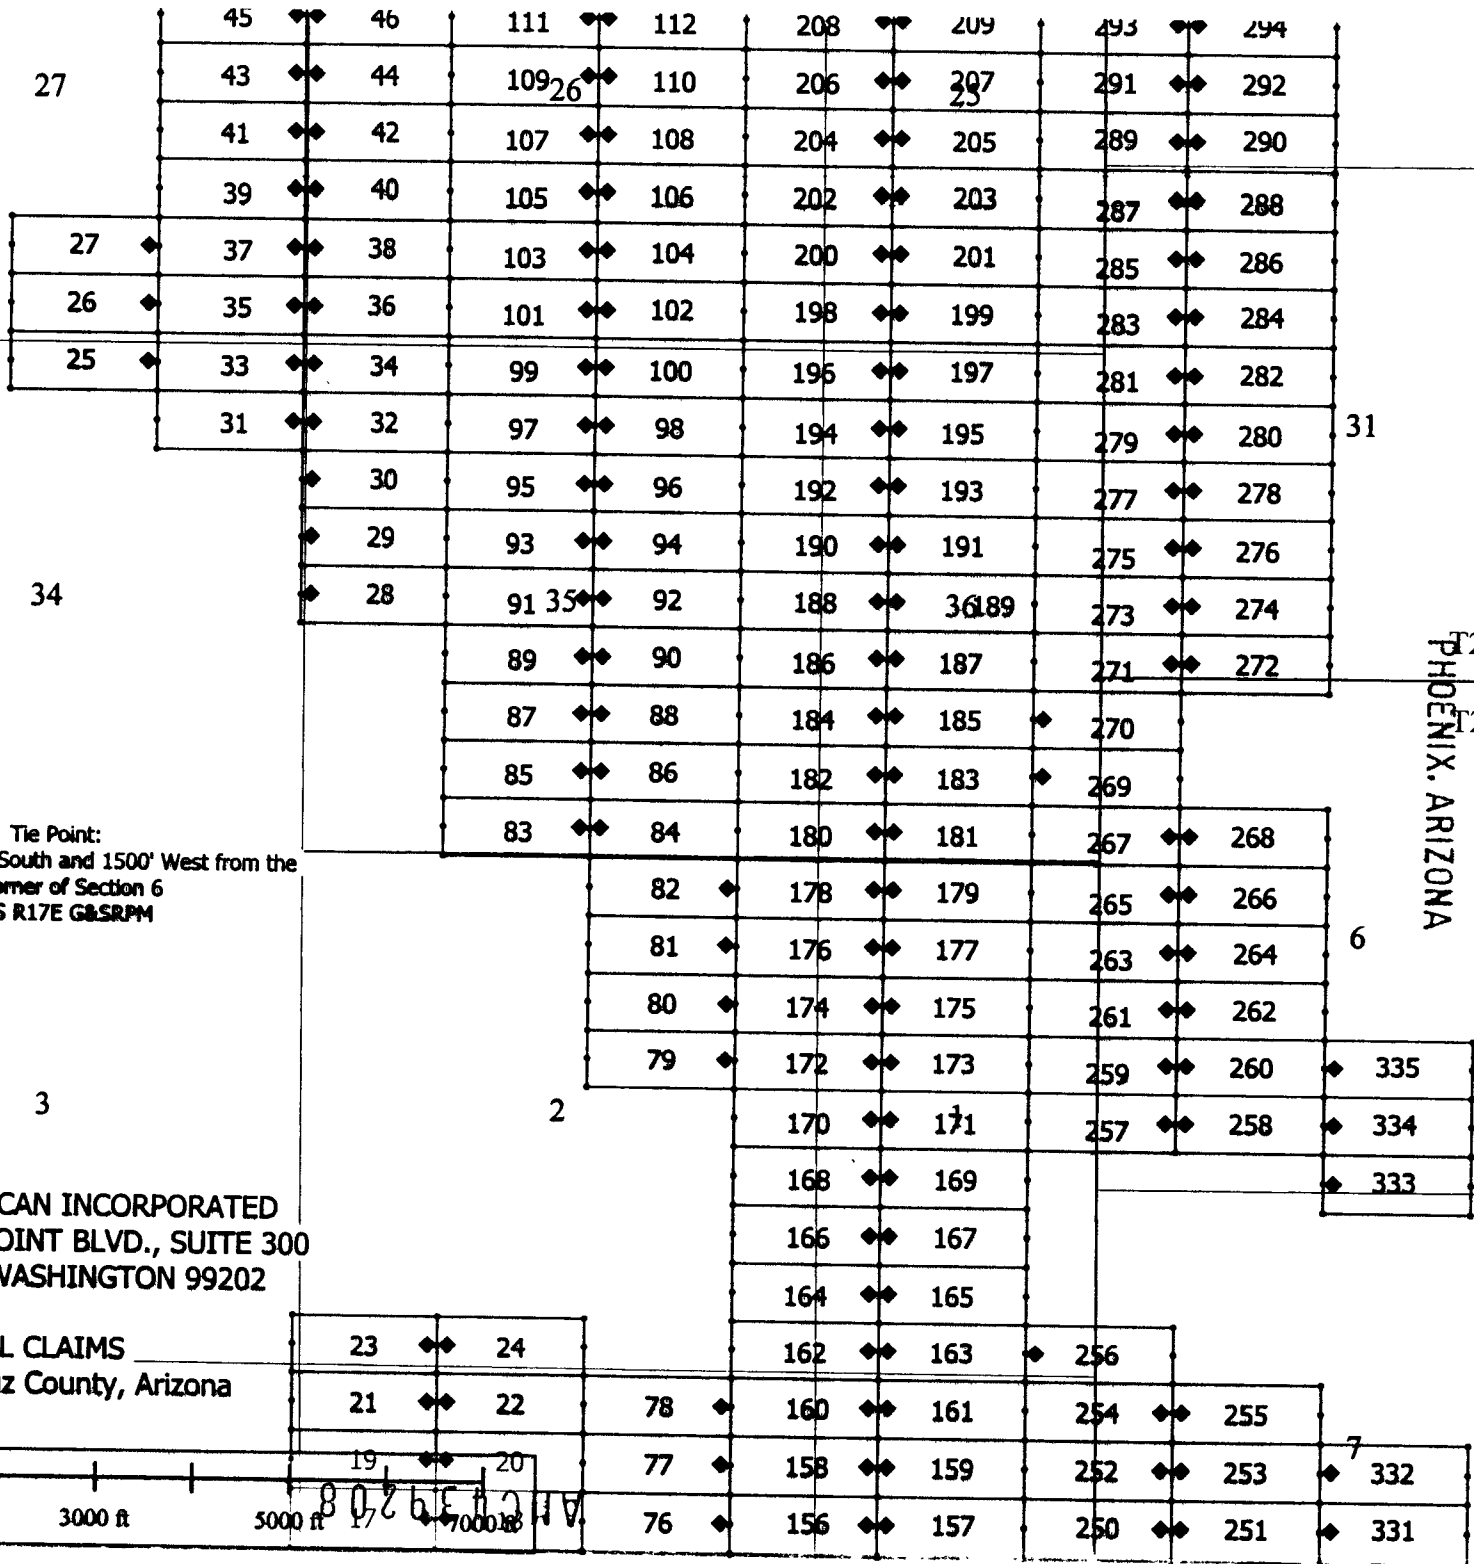 45 46 111 112 208 209 293 294
27 43 44 109 26 110 206 207 25 291 292
41 42 107 108 204 205 289 290
39 40 105 106 202 203 287 288
27 37 38 103 104 200 201 285 286
26 35 36 101 102 198 199 283 284
25 33 34 99 100 196 197 281 282
31 32 97 98 194 195 279 280 31
30 95 96 192 193 277 278
29 93 94 190 191 275 276
34 28 91 35 92 188 36 189 273 274
89 90 186 187 271 272
T2
87 88 184 185 270
T2
PHOENIX, ARIZONA
85 86 182 183 269
83 84 180 181 267 268
Tie Point:
South and 1500' West from the
orner of Section 6
S R17E G&SRPM
82 178 179 265 266
81 176 177 263 264 6
80 174 175 261 262
79 172 173 259 260 335
3 2 170 171 1 257 258 334
168 169 333
CAN INCORPORATED
OINT BLVD., SUITE 300
WASHINGTON 99202
166 167
164 165
23 24 162 163 256
L CLAIMS
uz County, Arizona
21 22 78 160 161 254 255
19 20 77 158 159 252 253 7 332
17 18 76 156 157 250 251 331
3000 ft 5000 ft 7000 ft